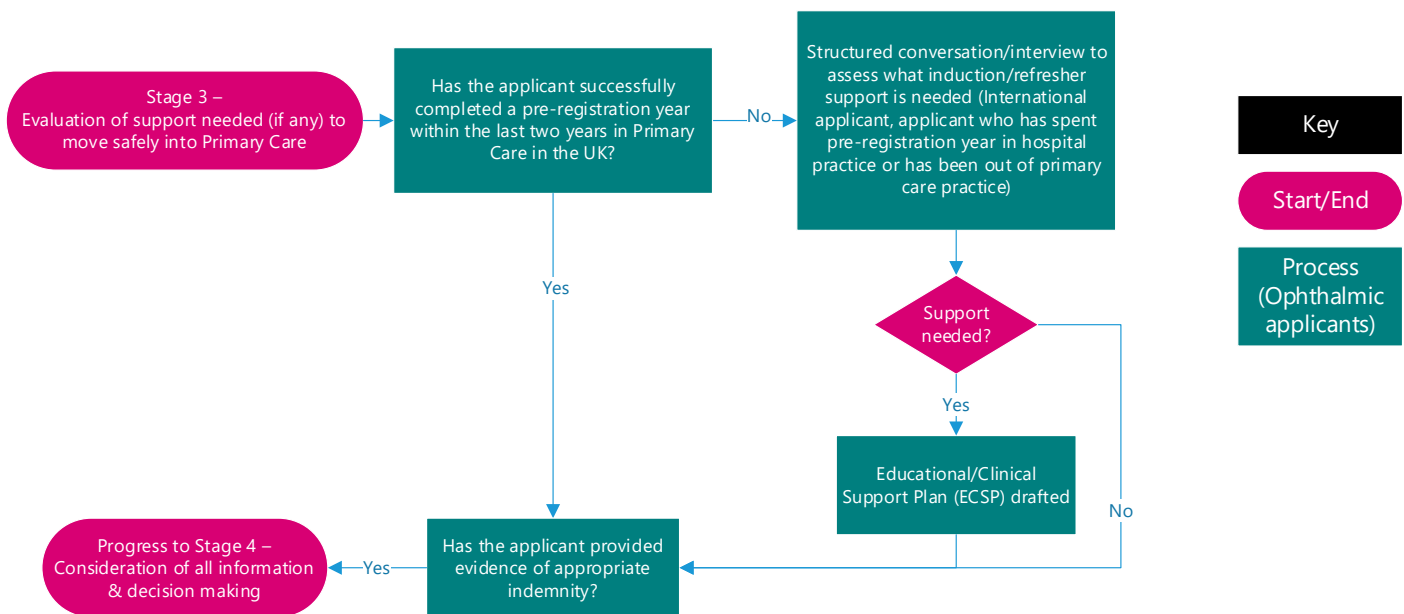 Stage 3 –
Evaluation of support needed (if any) to
move safely into Primary Care
Has the applicant successfully
completed a pre-registration year
within the last two years in Primary
Care in the UK?
No
Structured conversation/interview to
assess what induction/refresher
support is needed (International
applicant, applicant who has spent
pre-registration year in hospital
practice or has been out of primary
care practice)
Key
Start/End
Process
(Ophthalmic
applicants)
Yes
Support
needed?
Yes
No
Educational/Clinical
Support Plan (ECSP) drafted
Has the applicant provided
evidence of appropriate
indemnity?
Yes
Progress to Stage 4 –
Consideration of all information
& decision making